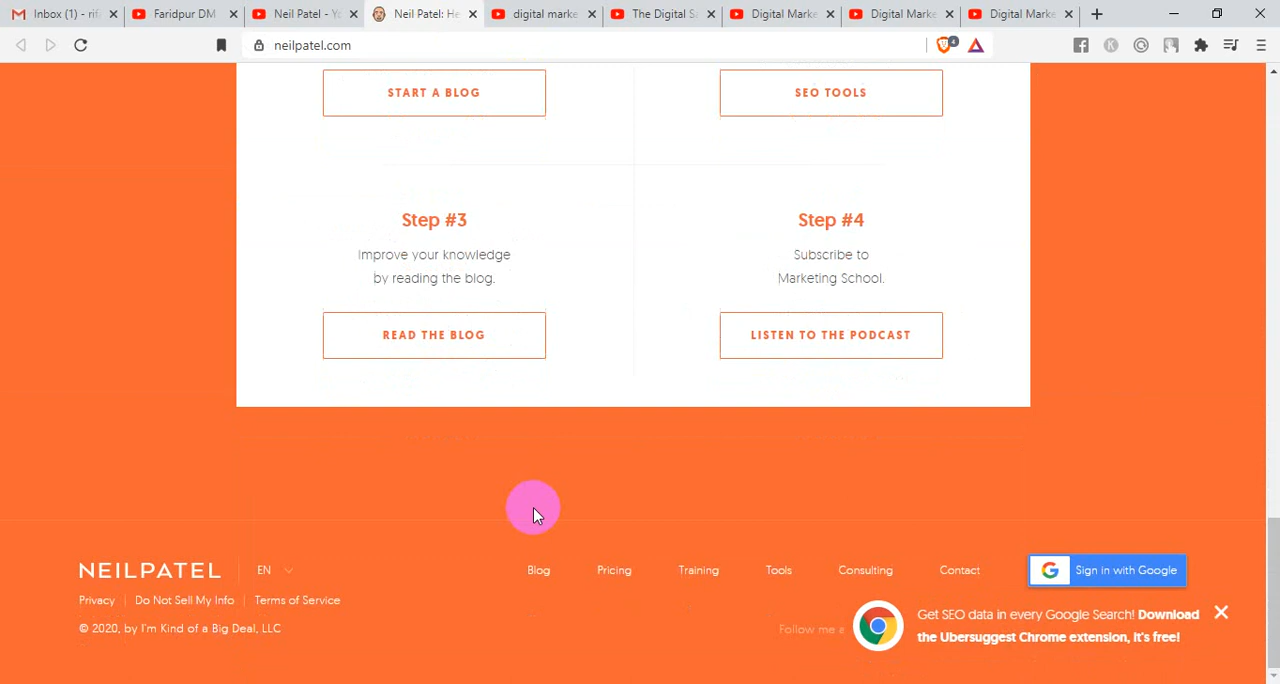 Inbox (1) - rif
Faridpur DM
Neil Patel - Yo
Neil Patel: He
digital marke
The Digital S
Digital Marke
Digital Marke
Digital Marke
neilpatel.com
4
START A BLOG
SEO TOOLS
Step #3
Improve your knowledge
by reading the blog.
READ THE BLOG
Step #4
Subscribe to
Marketing School.
LISTEN TO THE PODCAST
NEILPATEL
EN
Blog
Pricing
Training
Tools
Consulting
Contact
Sign in with Google
Privacy
Do Not Sell My Info
Terms of Service
© 2020, by I'm Kind of a Big Deal, LLC
Follow me
Get SEO data in every Google Search! Download
the Ubersuggest Chrome extension, it's free!